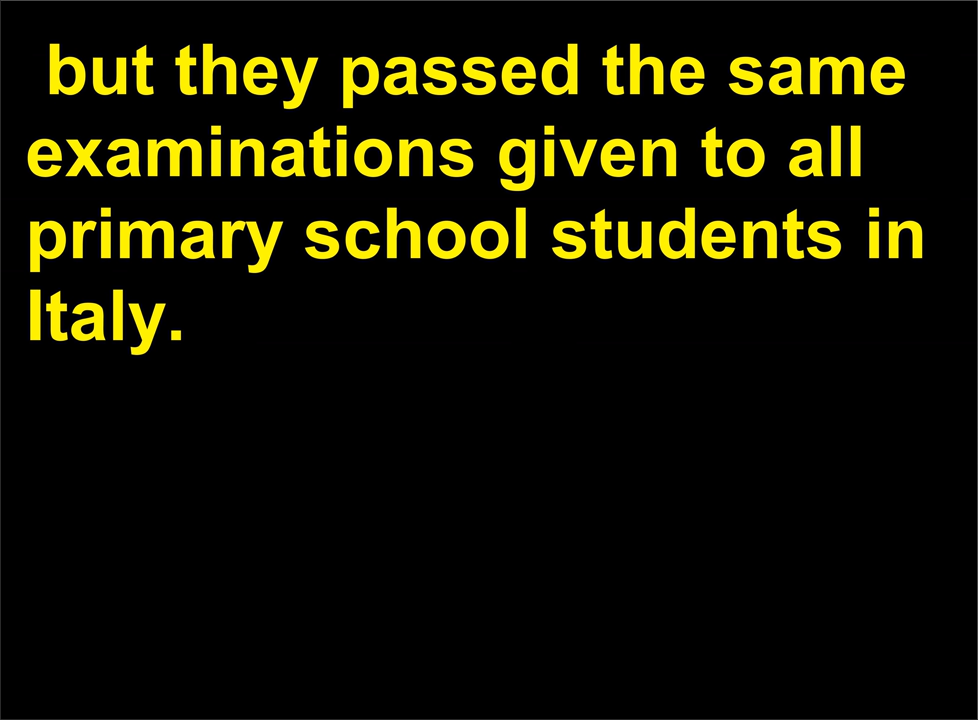 but they passed the same
examinations given to all
primary school students in
Italy.